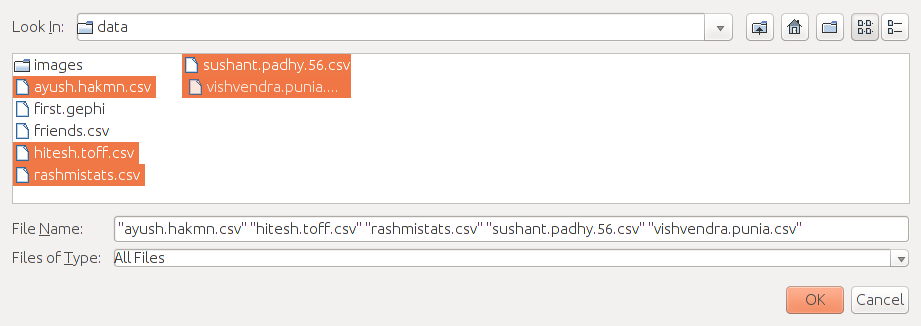 Look In: data
images
ayush.hakmn.csv
first.gephi
friends.csv
hitesh.toff.csv
rashmistats.csv
sushant.padhy.56.csv
vishvendra.punia....
File Name: "ayush.hakmn.csv" "hitesh.toff.csv" "rashmistats.csv" "sushant.padhy.56.csv" "vishvendra.punia.csv"
Files of Type: All Files
OK Cancel